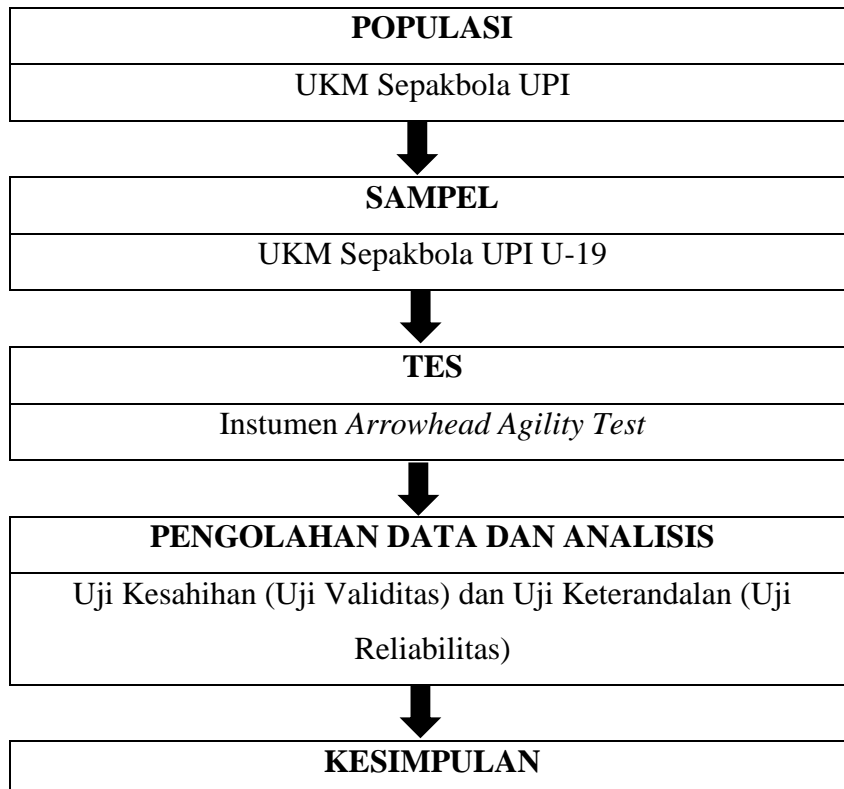 POPULASI
UKM Sepakbola UPI
SAMPEL
UKM Sepakbola UPI U-19
TES
Instumen Arrowhead Agility Test
PENGOLAHAN DATA DAN ANALISIS
Uji Kesahihan (Uji Validitas) dan Uji Keterandalan (Uji
Reliabilitas)
KESIMPULAN